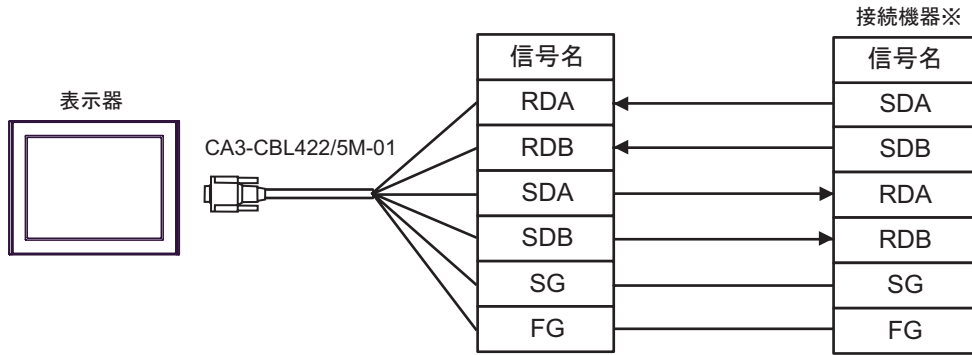 接続機器※
信号名
信号名
表示器
RDA
SDA
CA3-CBL422/5M-01
RDB
SDB
SDA
RDA
SDB
RDB
SG
SG
FG
FG